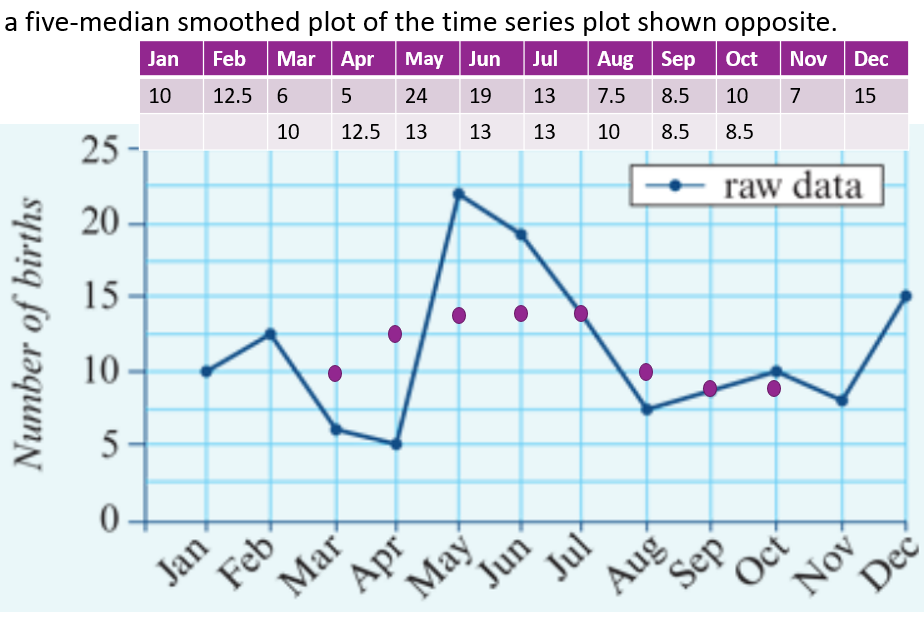 a five-median smoothed plot of the time series plot shown opposite.
Jan Feb Mar Apr May Jun Jul Aug Sep Oct Nov Dec
10 12.5 6 5 24 19 13 7.5 8.5 10 7 15
10 12.5 13 13 13 10 8.5 8.5
25
raw data
20
15
10
5
0
Number of births
Jan Feb Mar Apr May Jun Jul Aug Sep Oct Nov Dec